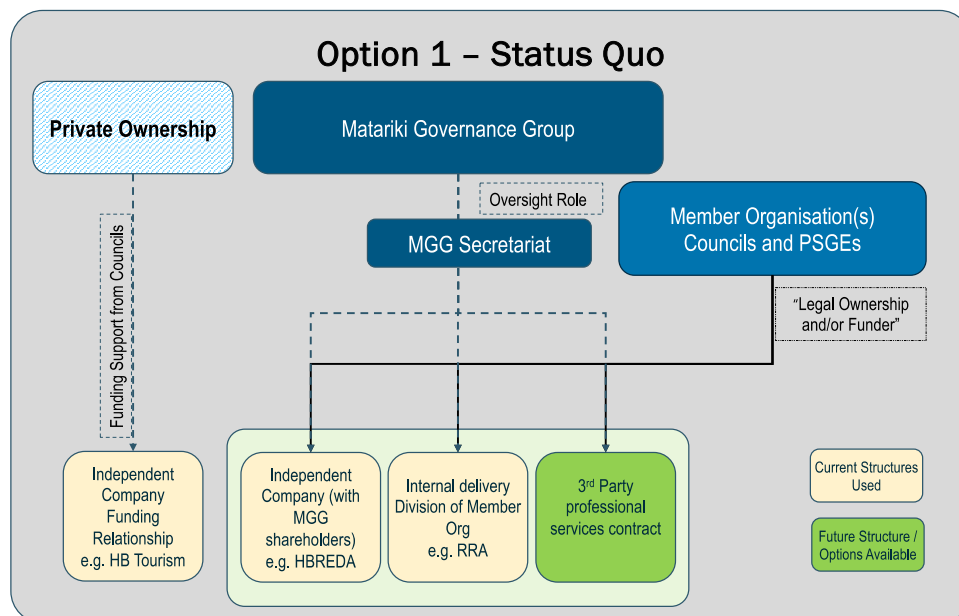 Option 1 – Status Quo
Private Ownership
Matariki Governance Group
Oversight Role
Member Organisation(s)
Councils and PSGEs
MGG Secretariat
Funding Support from Councils
“Legal Ownership
and/or Funder”
Independent
Company
Funding
Relationship
e.g. HB Tourism
Independent
Company (with
MGG
shareholders)
e.g. HBREDA
Internal delivery
Division of Member
Org
e.g. RRA
3rd Party
professional
services contract
Current Structures
Used
Future Structure /
Options Available